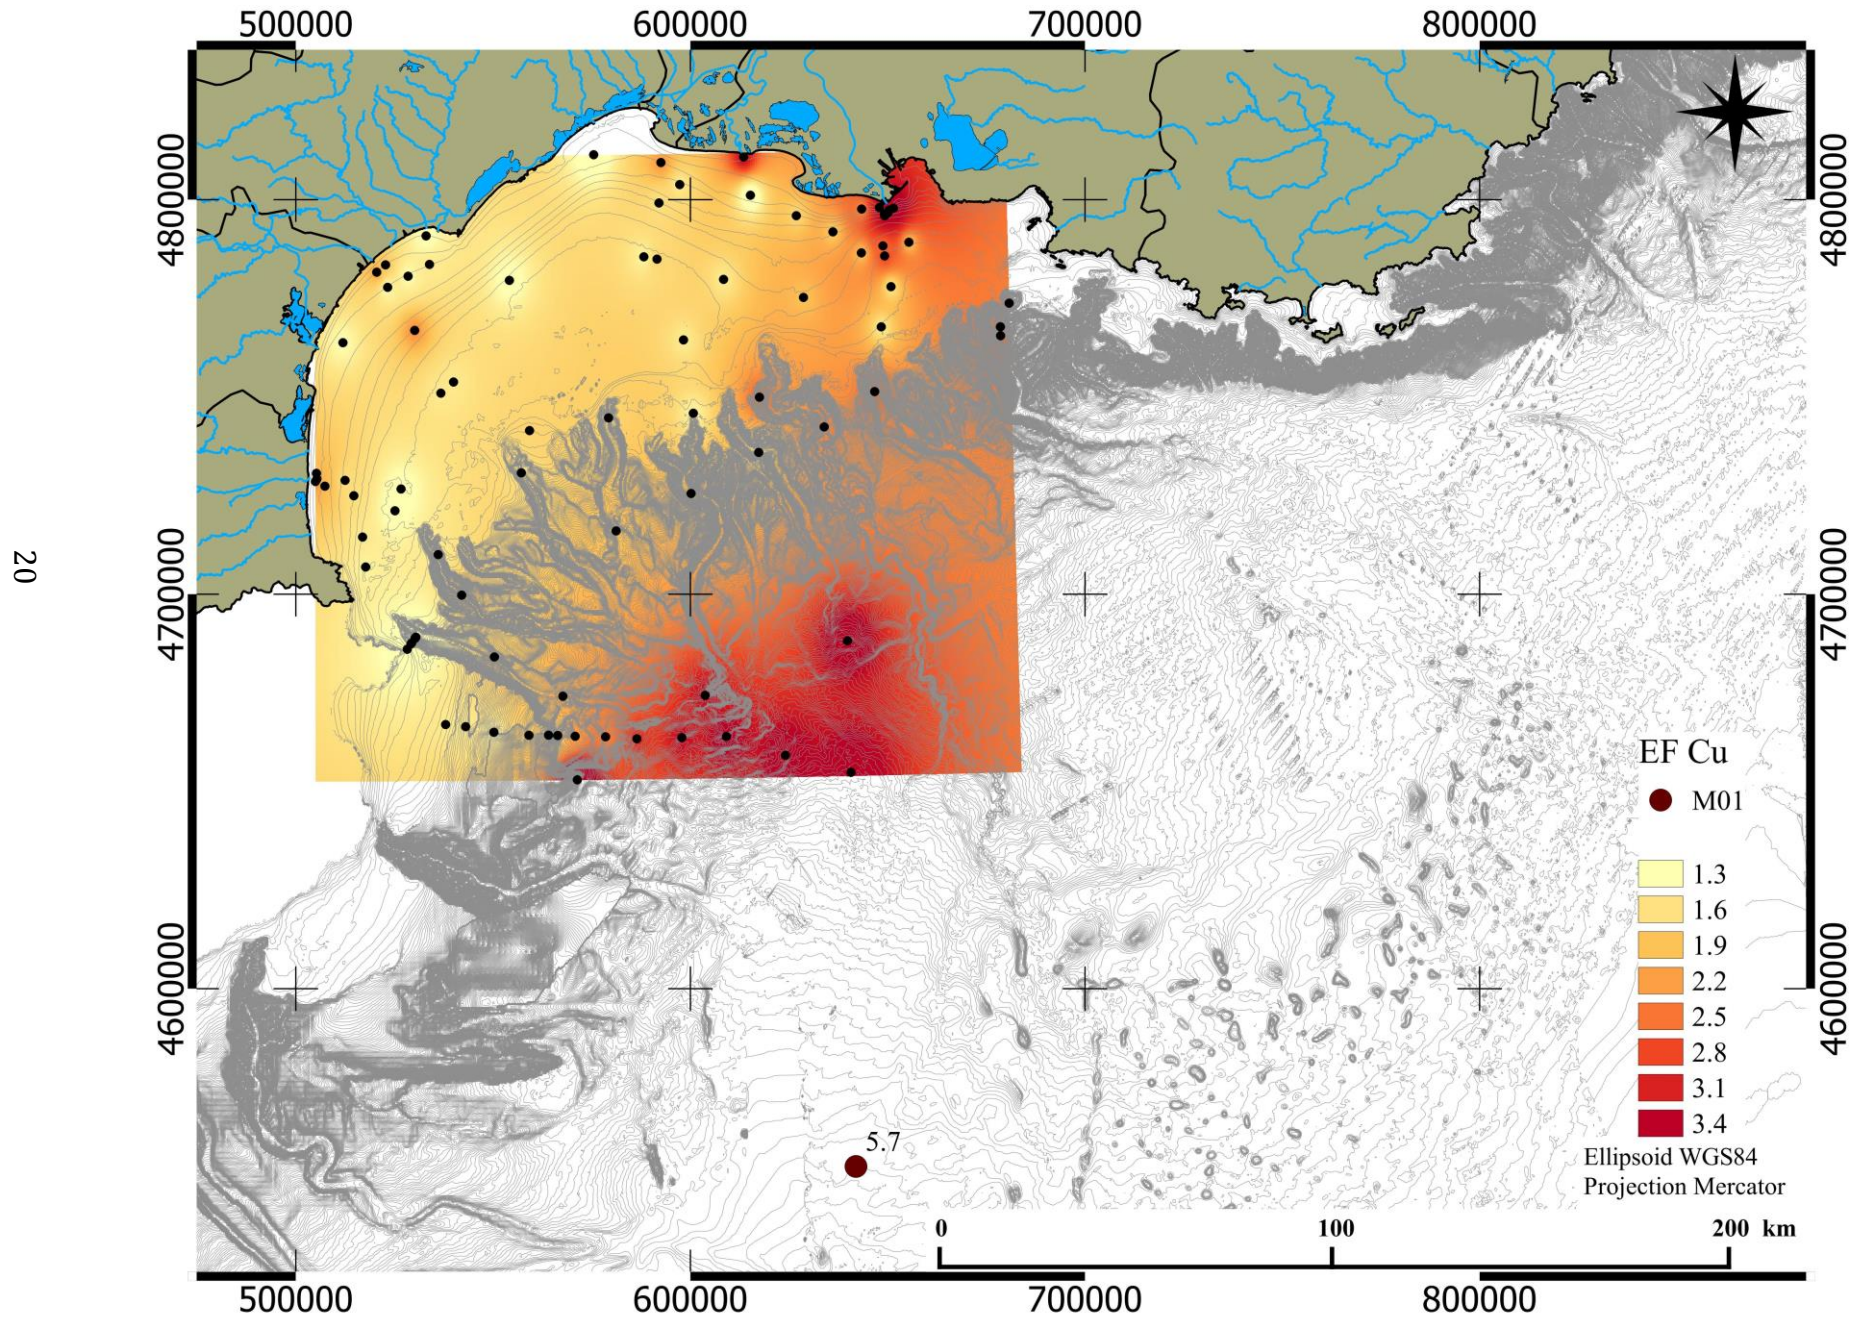 500000 600000 700000 800000
4800000 4800000
4700000 4700000
20
EF Cu
M01
1.3
1.6
1.9
2.2
2.5
2.8
3.1
3.4
4600000 4600000
5.7
Ellipsoid WGS84
Projection Mercator
0 100 200 km
500000 600000 700000 800000